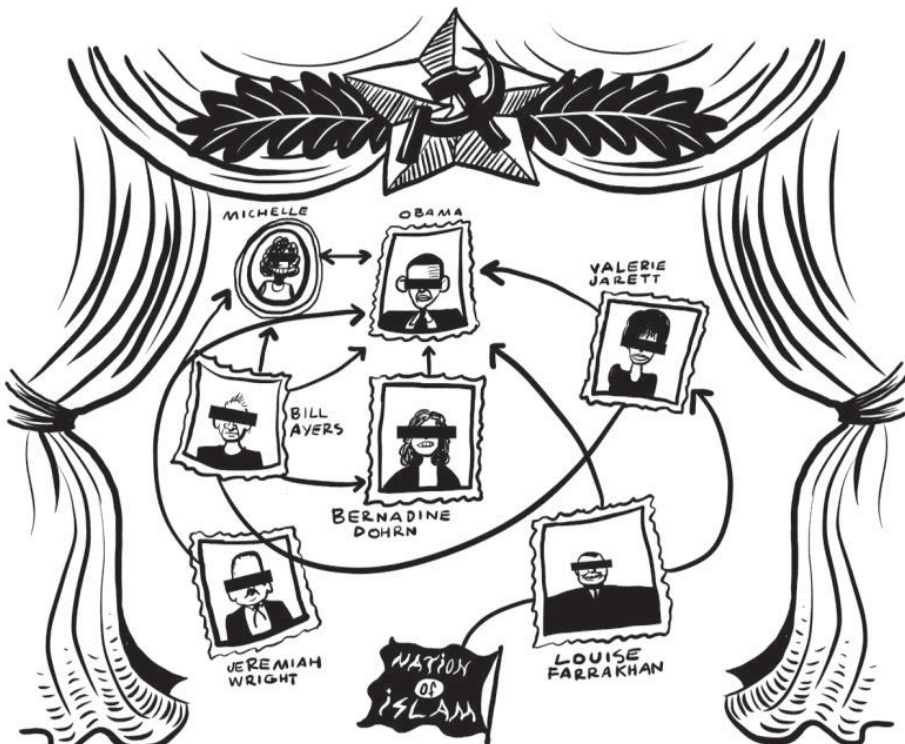 MICHELLE
OBAMA
VALERIE
JARETT
BILL
AYERS
BERNADINE
DOHRN
JEREMIAH
WRIGHT
NATION
OF
ISLAM
LOUISE
FARRAKHAN